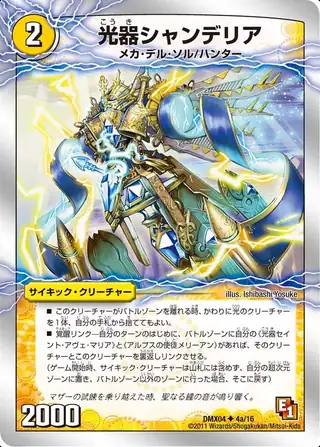 2
こうき
光器シャンデリア
メカ・デル・ソル/ハンター
illus. Ishibashi Yosuke
サイキック・クリーチャー
■ このクリーチャーがバトルゾーンを離れる時、かわりに光のクリーチャー
を1体、自分の手札から捨ててもよい。
■ 覚醒リンク—自分のターンのはじめに、バトルゾーンに自分の《光器セイ
ント・アヴェ・マリア》と《アルプスの使徒メリーアン》があれば、そのクリー
チャーとこのクリーチャーを裏返しリンクさせる。
(ゲーム開始時、サイキック・クリーチャーは山札には含めず、自分の超次元
ゾーンに置き、バトルゾーン以外のゾーンに行った場合、そこに戻す)
マザーの試練を乗り越えた時、聖なる鐘の音が鳴り響く。
2000
DMX04 ◆ 4a/16
©2011 Wizards/Shogakukan/Mitsui-Kids
E1